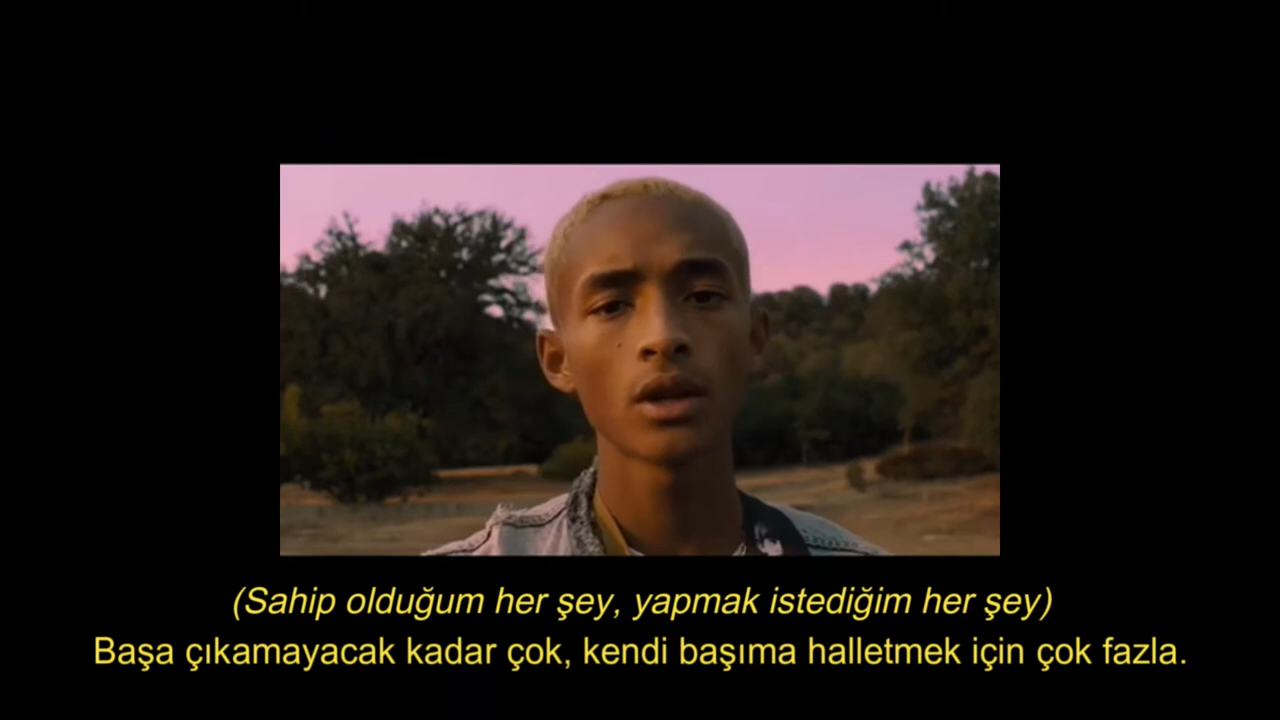 (Sahip olduğum her şey, yapmak istediğim her şey)
Başa çıkamayacak kadar çok, kendi başıma halletmek için çok fazla.